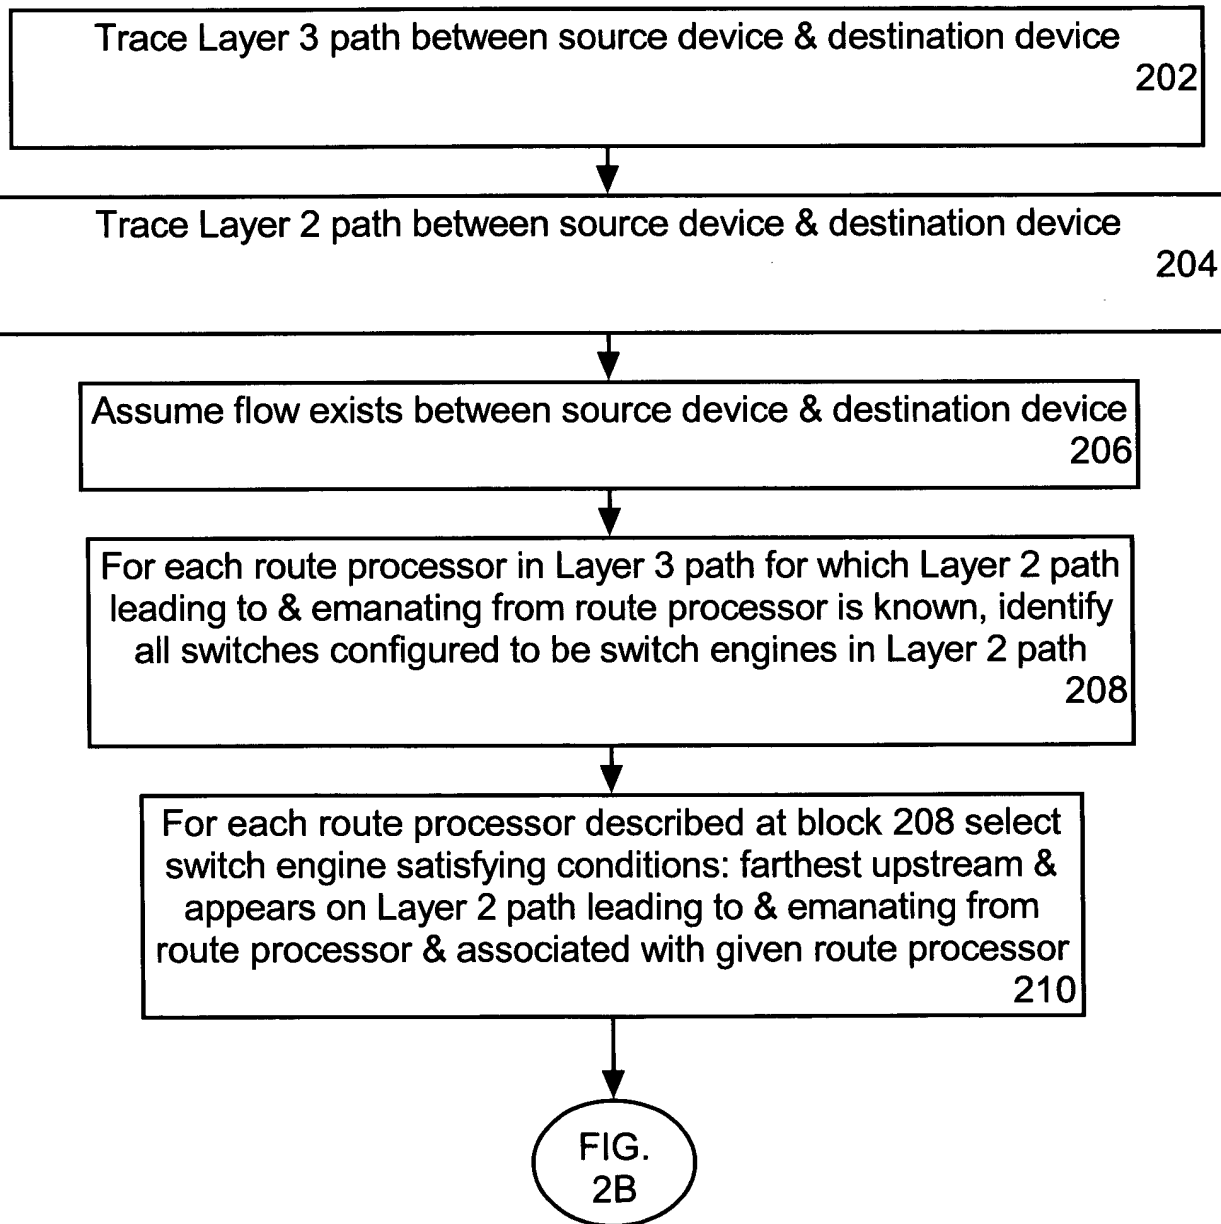 Trace Layer 3 path between source device & destination device
202
Trace Layer 2 path between source device & destination device
204
Assume flow exists between source device & destination device
206
For each route processor in Layer 3 path for which Layer 2 path
leading to & emanating from route processor is known, identify
all switches configured to be switch engines in Layer 2 path
208
For each route processor described at block 208 select
switch engine satisfying conditions: farthest upstream &
appears on Layer 2 path leading to & emanating from
route processor & associated with given route processor
210
FIG.
2B